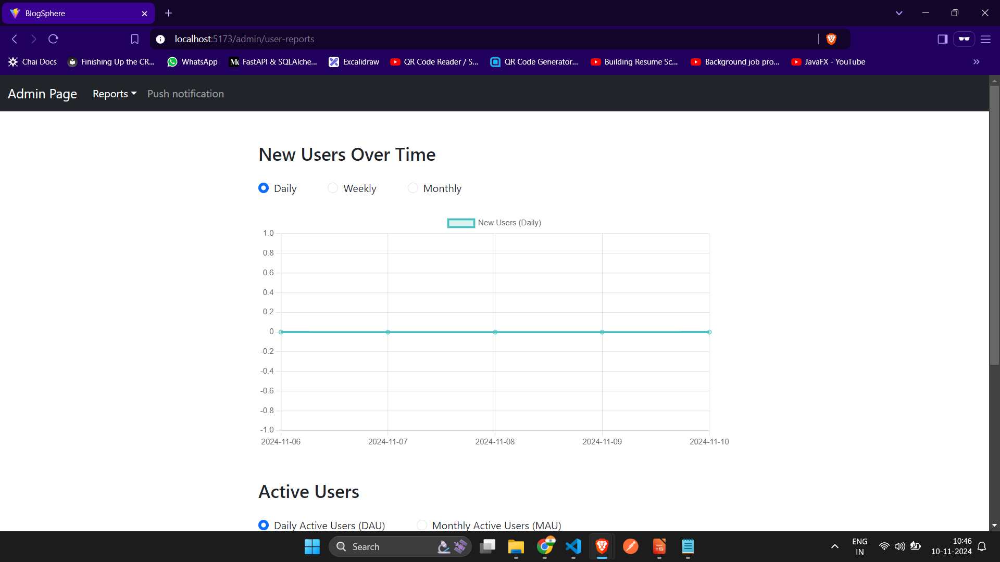 BlogSphere
localhost:5173/admin/user-reports
Chai Docs
Finishing Up the CR...
WhatsApp
FastAPI & SQLAlche...
Excalidraw
QR Code Reader / S...
QR Code Generator...
Building Resume Sc...
Background job pro...
JavaFX - YouTube
Admin Page
Reports
Push notification
New Users Over Time
Daily
Weekly
Monthly
New Users (Daily)
1.0
0.8
0.6
0.4
0.2
0
-0.2
-0.4
-0.6
-0.8
-1.0
2024-11-06
2024-11-07
2024-11-08
2024-11-09
2024-11-10
Active Users
Daily Active Users (DAU)
Monthly Active Users (MAU)
Search
ENG
IN
10:46
10-11-2024